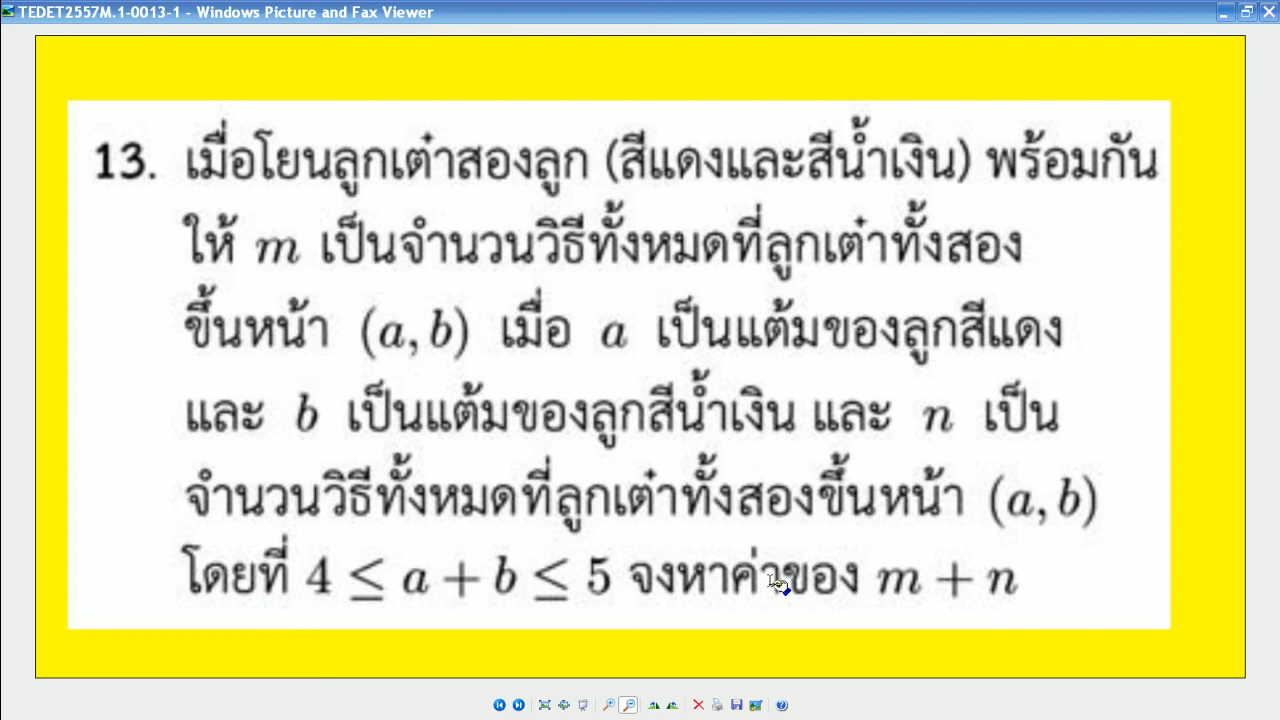 TEDET2557M.1-0013-1 - Windows Picture and Fax Viewer
13. เมื่อโยนลูกเต๋าสองลูก (สีแดงและสีน้ำเงิน) พร้อมกัน
ให้ m เป็นจำนวนวิธีทั้งหมดที่ลูกเต๋าทั้งสอง
ขึ้นหน้า (a, b) เมื่อ a เป็นแต้มของลูกสีแดง
และ b เป็นแต้มของลูกสีน้ำเงิน และ n เป็น
จำนวนวิธีทั้งหมดที่ลูกเต๋าทั้งสองขึ้นหน้า (a, b)
โดยที่ 4 ≤ a + b ≤ 5 จงหาค่าของ m + n